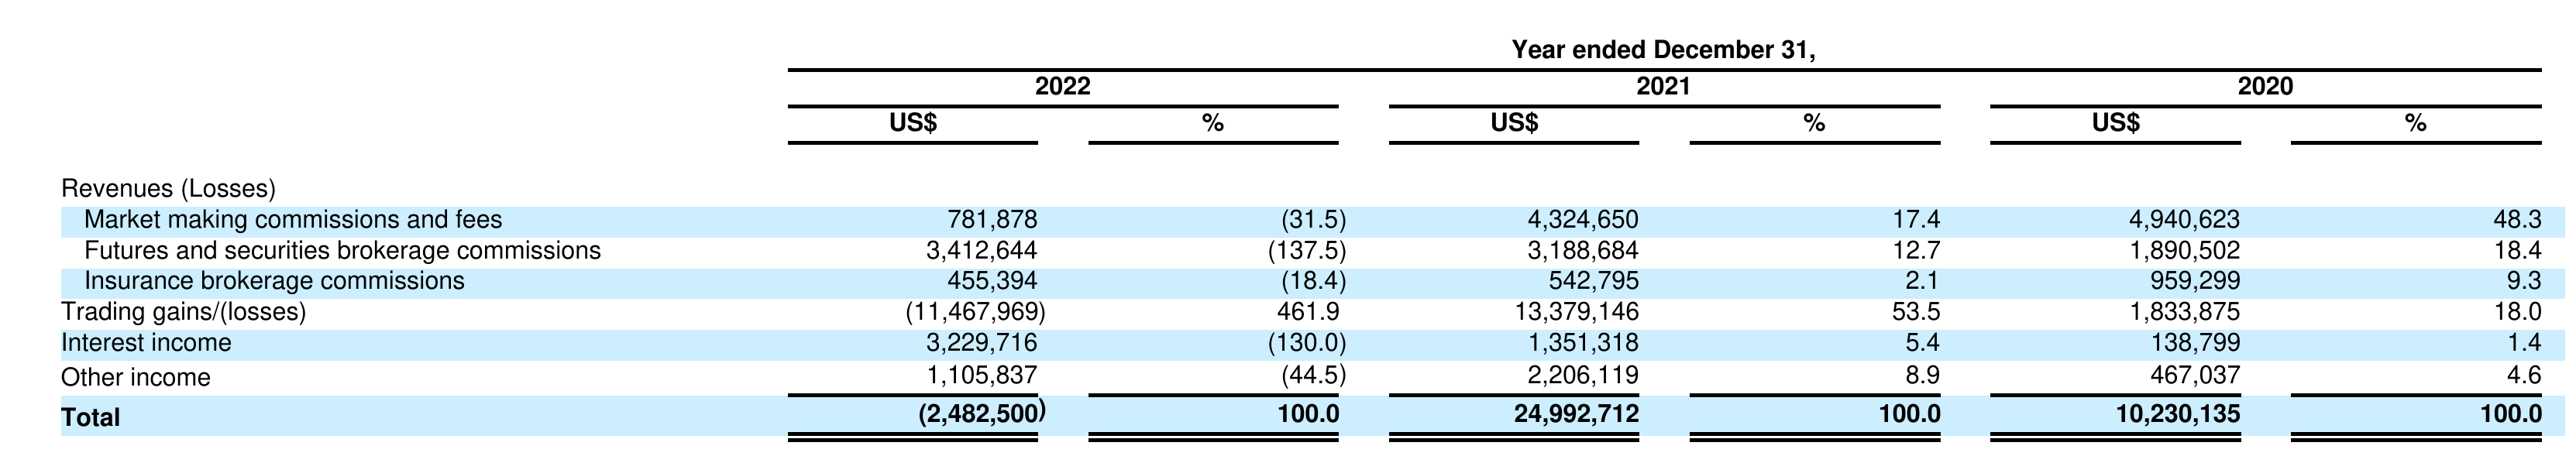 Year ended December 31,
2022 2021 2020
US$ % US$ % US$ %
Revenues (Losses)
Market making commissions and fees 781,878 (31.5) 4,324,650 17.4 4,940,623 48.3
Futures and securities brokerage commissions 3,412,644 (137.5) 3,188,684 12.7 1,890,502 18.4
Insurance brokerage commissions 455,394 (18.4) 542,795 2.1 959,299 9.3
Trading gains/(losses) (11,467,969) 461.9 13,379,146 53.5 1,833,875 18.0
Interest income 3,229,716 (130.0) 1,351,318 5.4 138,799 1.4
Other income 1,105,837 (44.5) 2,206,119 8.9 467,037 4.6
Total (2,482,500) 100.0 24,992,712 100.0 10,230,135 100.0